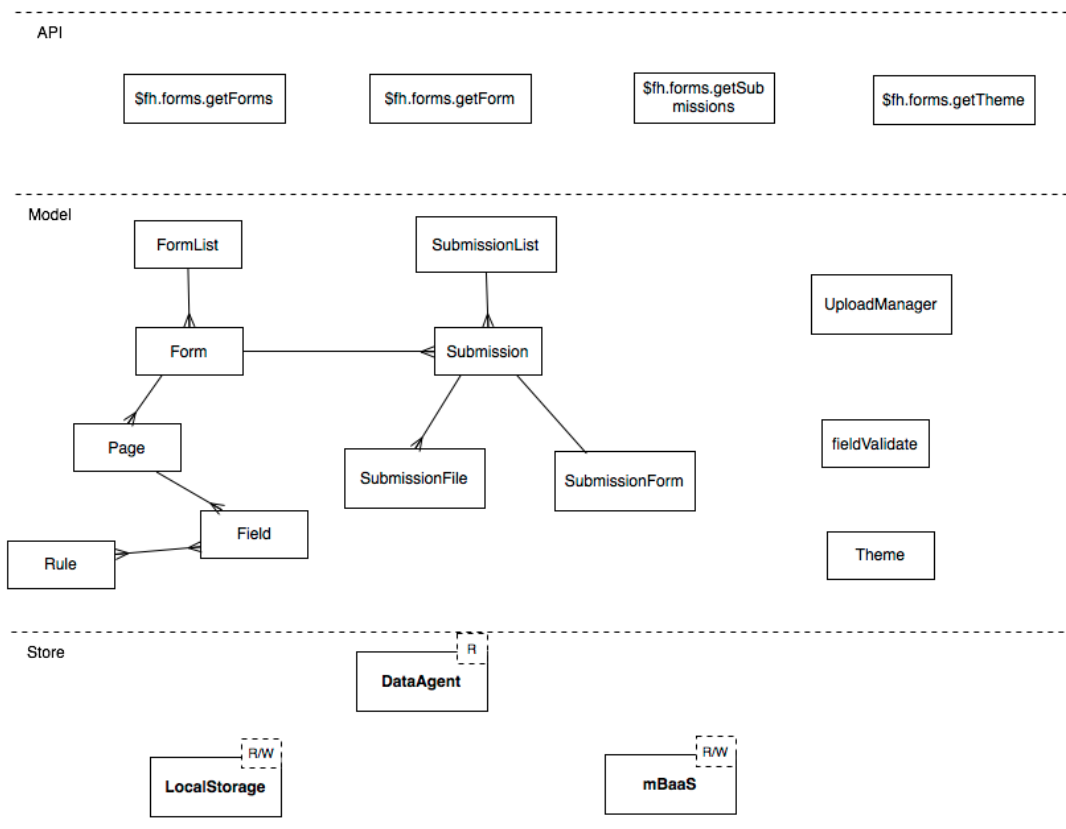 API
$fh.forms.getForms
$fh.forms.getForm
$fh.forms.getSub
missions
$fh.forms.getTheme
Model
FormList
SubmissionList
UploadManager
Form
Submission
Page
fieldValidate
SubmissionFile
SubmissionForm
Field
Rule
Theme
Store
R
DataAgent
R/W
LocalStorage
R/W
mBaaS